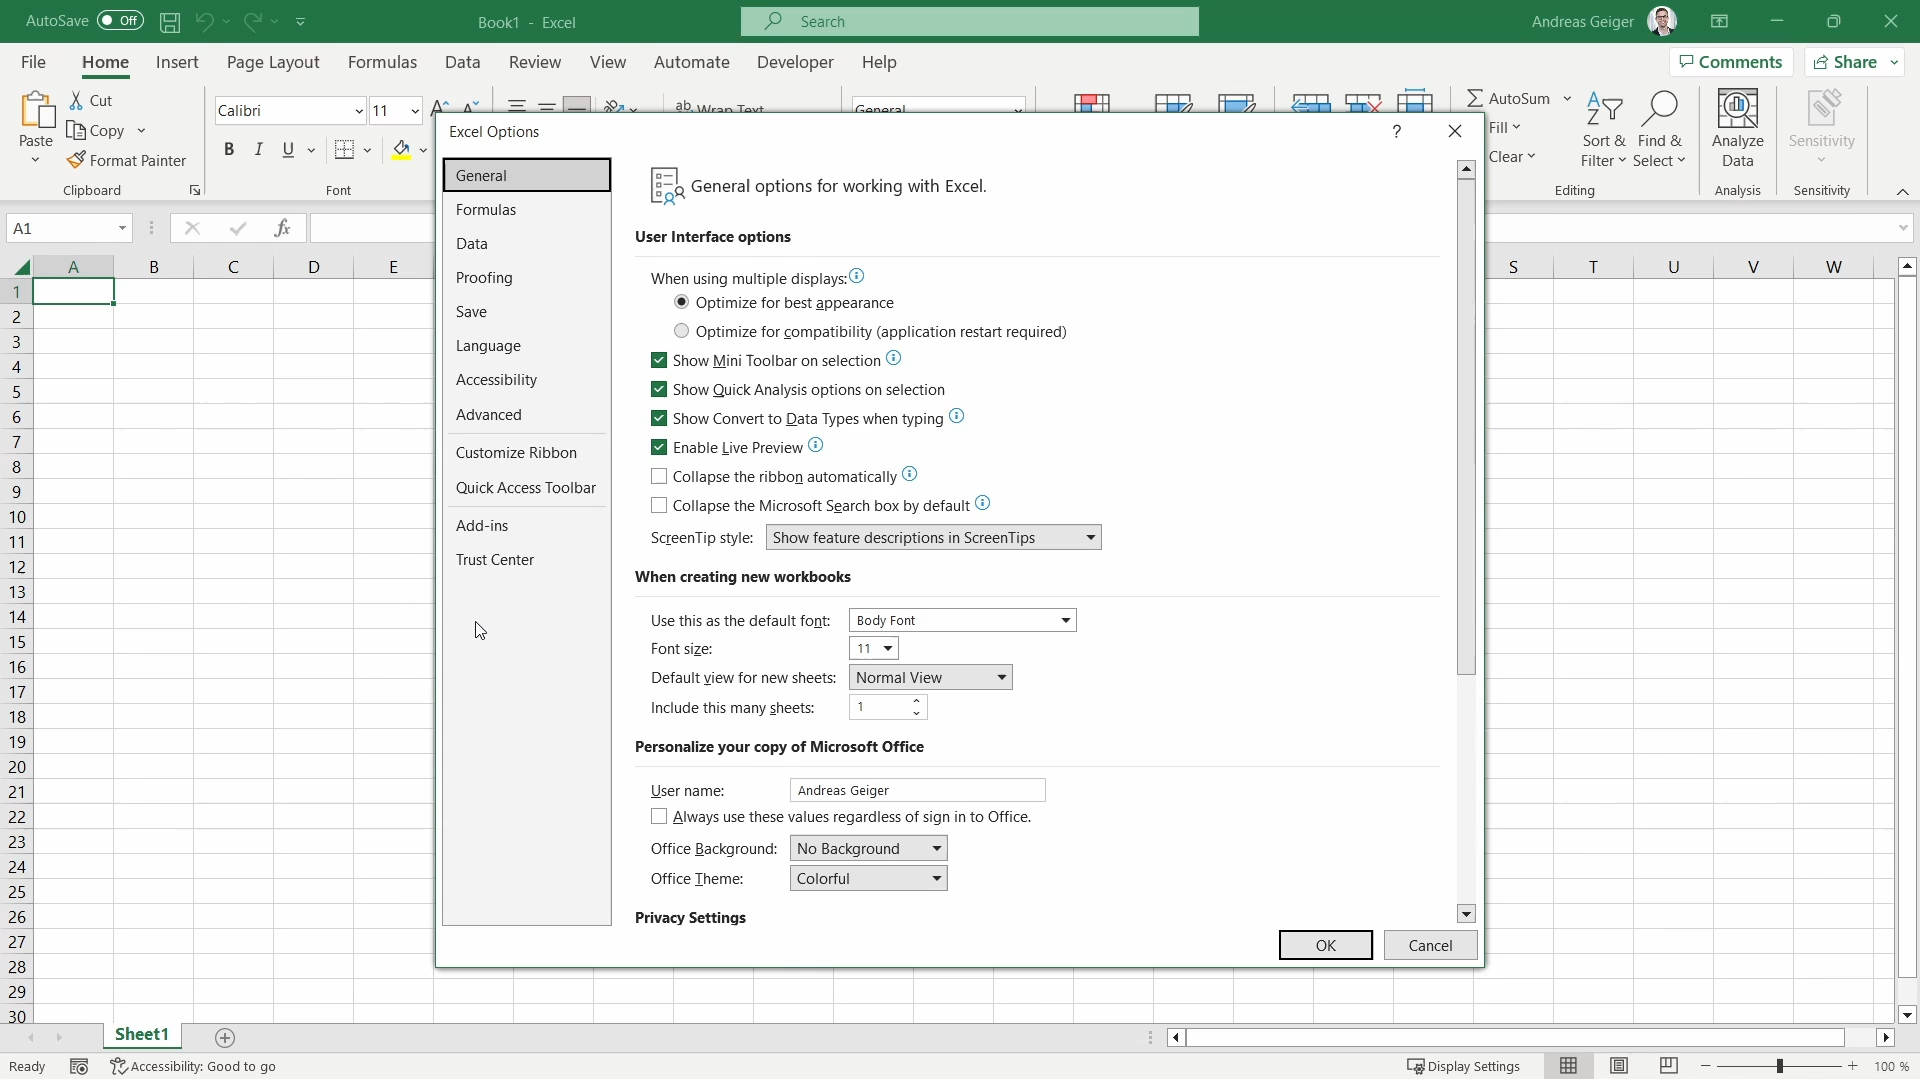 AutoSave Off
Book1 - Excel
Search
Andreas Geiger
File Home Insert Page Layout Formulas Data Review View Automate Developer Help
Comments Share
Paste
Cut
Copy
Format Painter
Clipboard
Calibri 11
B I U
Font
ab Wrap Text
General
AutoSum
Fill
Clear
Sort & Filter
Find & Select
Editing
Analyze Data
Analysis
Sensitivity
Sensitivity
A1
fx
A B C D E S T U V W
1
2
3
4
5
6
7
8
9
10
11
12
13
14
15
16
17
18
19
20
21
22
23
24
25
26
27
28
29
30
Excel Options
?
General
Formulas
Data
Proofing
Save
Language
Accessibility
Advanced
Customize Ribbon
Quick Access Toolbar
Add-ins
Trust Center
General options for working with Excel.
User Interface options
When using multiple displays:
Optimize for best appearance
Optimize for compatibility (application restart required)
Show Mini Toolbar on selection
Show Quick Analysis options on selection
Show Convert to Data Types when typing
Enable Live Preview
Collapse the ribbon automatically
Collapse the Microsoft Search box by default
ScreenTip style: Show feature descriptions in ScreenTips
When creating new workbooks
Use this as the default font: Body Font
Font size: 11
Default view for new sheets: Normal View
Include this many sheets: 1
Personalize your copy of Microsoft Office
User name: Andreas Geiger
Always use these values regardless of sign in to Office.
Office Background: No Background
Office Theme: Colorful
Privacy Settings
OK Cancel
Sheet1
Ready
Accessibility: Good to go
Display Settings
100 %